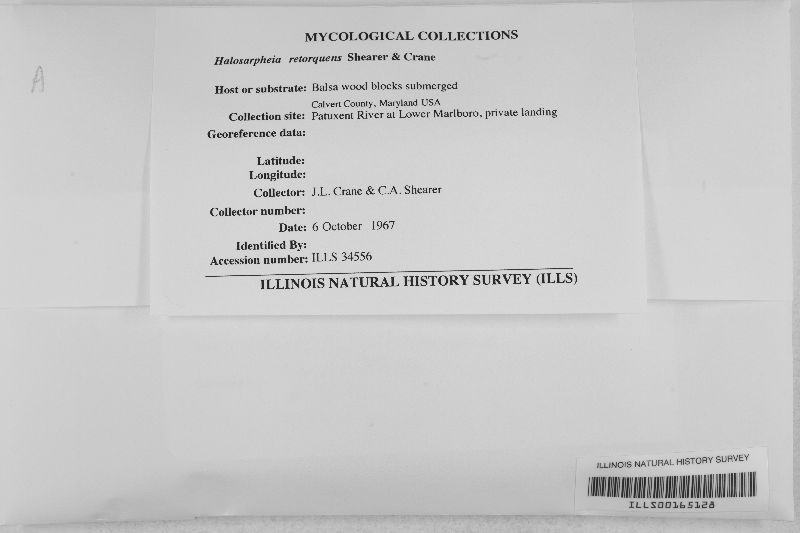 A
MYCOLOGICAL COLLECTIONS
Halosarpheia retorquens Shearer & Crane
Host or substrate: Balsa wood blocks submerged
Calvert County, Maryland USA
Collection site: Patuxent River at Lower Marlboro, private landing
Georeference data:
Latitude:
Longitude:
Collector: J.L. Crane & C.A. Shearer
Collector number:
Date: 6 October 1967
Identified By:
Accession number: ILLS 34556
ILLINOIS NATURAL HISTORY SURVEY (ILLS)
ILLINOIS NATURAL HISTORY SURVEY
ILLS00165128